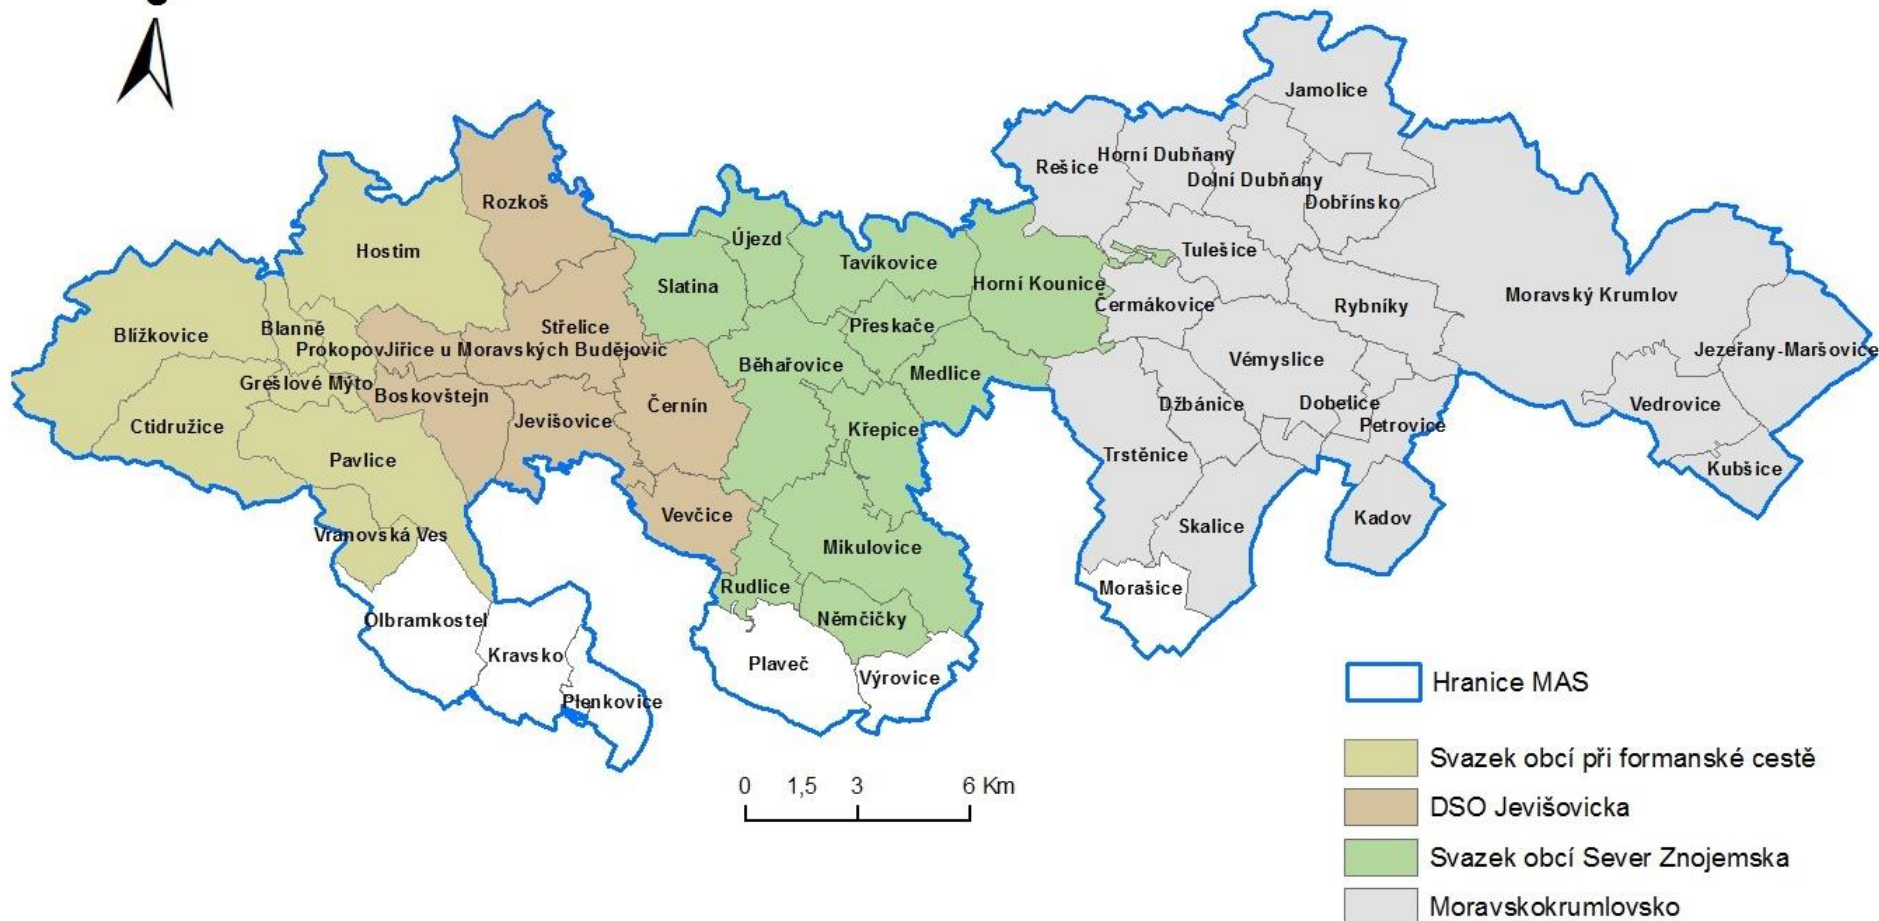 Jamolice
Rešice
Horní Dubňany
Dolní Dubňany
Dobřínsko
Rozkoš
Hostim
Újezd
Tavíkovice
Tulešice
Slatina
Horní Kounice
Čermákovice
Rybníky
Moravský Krumlov
Blížkovice
Blanné
Střelice
Přeskače
Prokopov
Jiřice u Moravských Budějovic
Běhařovice
Medlice
Vémyslice
Jezeřany-Maršovice
Grešlové Mýto
Boskovštejn
Černín
Džbánice
Dobelice
Vedrovice
Ctidružice
Jevišovice
Křepice
Petrovice
Pavlice
Trstěnice
Kubšice
Vevčice
Skalice
Kadov
Vranovská Ves
Mikulovice
Rudlice
Morašice
Olbramkostel
Němčičky
Kravsko
Plaveč
Výrovice
Plenkovice
Hranice MAS
Svazek obcí při formanské cestě
DSO Jevišovicka
Svazek obcí Sever Znojemska
Moravskokrumlovsko
0 1,5 3 6 Km